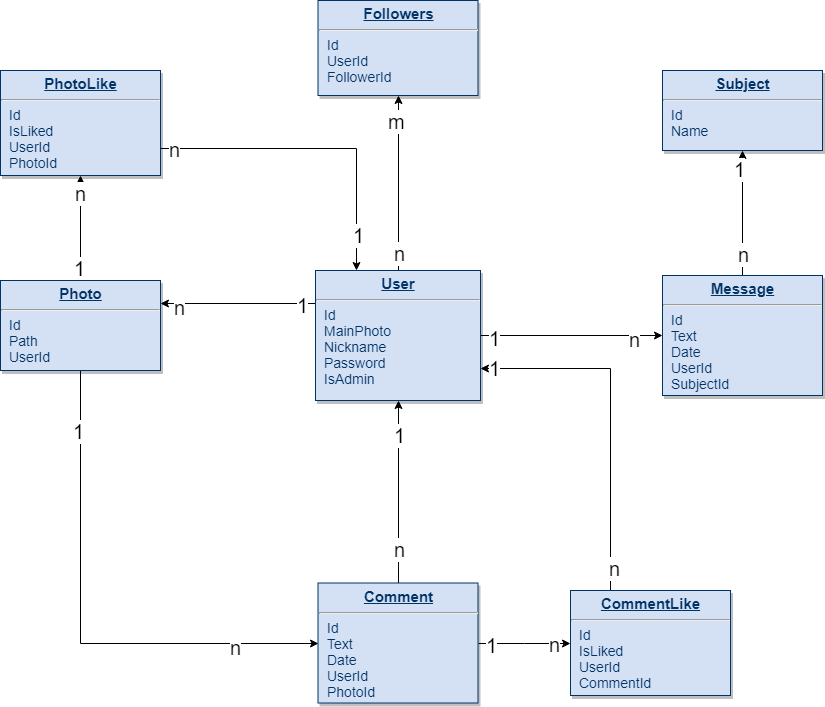 Followers
Id
UserId
FollowerId
PhotoLike
Id
IsLiked
UserId
PhotoId
Subject
Id
Name
m
n
1
n
n
1
1
n
n
User
Id
MainPhoto
Nickname
Password
IsAdmin
Photo
Id
Path
UserId
Message
Id
Text
Date
UserId
SubjectId
n
1
1
n
1
1
1
n
n
n
Comment
Id
Text
Date
UserId
PhotoId
1
n
CommentLike
Id
IsLiked
UserId
CommentId